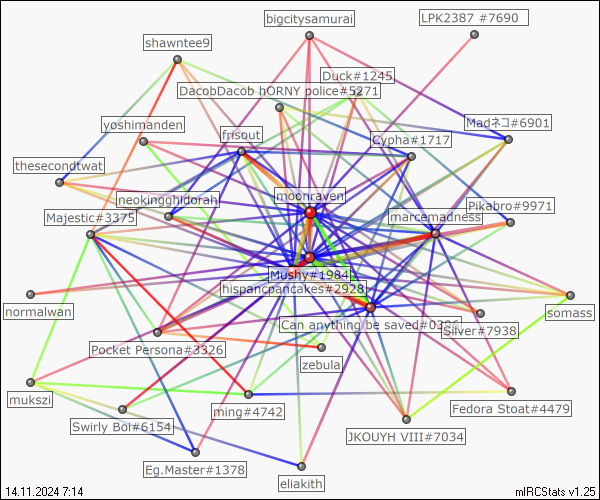 bigcitysamurai
LPK2387 #7690
shawntee9
Duck#1245
DacobDacob hORNY police#5271
yoshimanden
Madネコ#6901
frisout
Cypha#1717
thesecondtwat
neokingghidorah
moonraven
Pikabro#9971
Majestic#3375
marcemadness
Mushy#1984
hispanicpancakes#2928
normalwan
somass
Can anything be saved#0
Silver#7938
Pocket Persona#3326
zebula
mukszi
ming#4742
Fedora Stoat#4479
Swirly Boi#6154
JKOUYH VIII#7034
Eg.Master#1378
eliakith
14.11.2024 7:14
mIRCStats v1.25